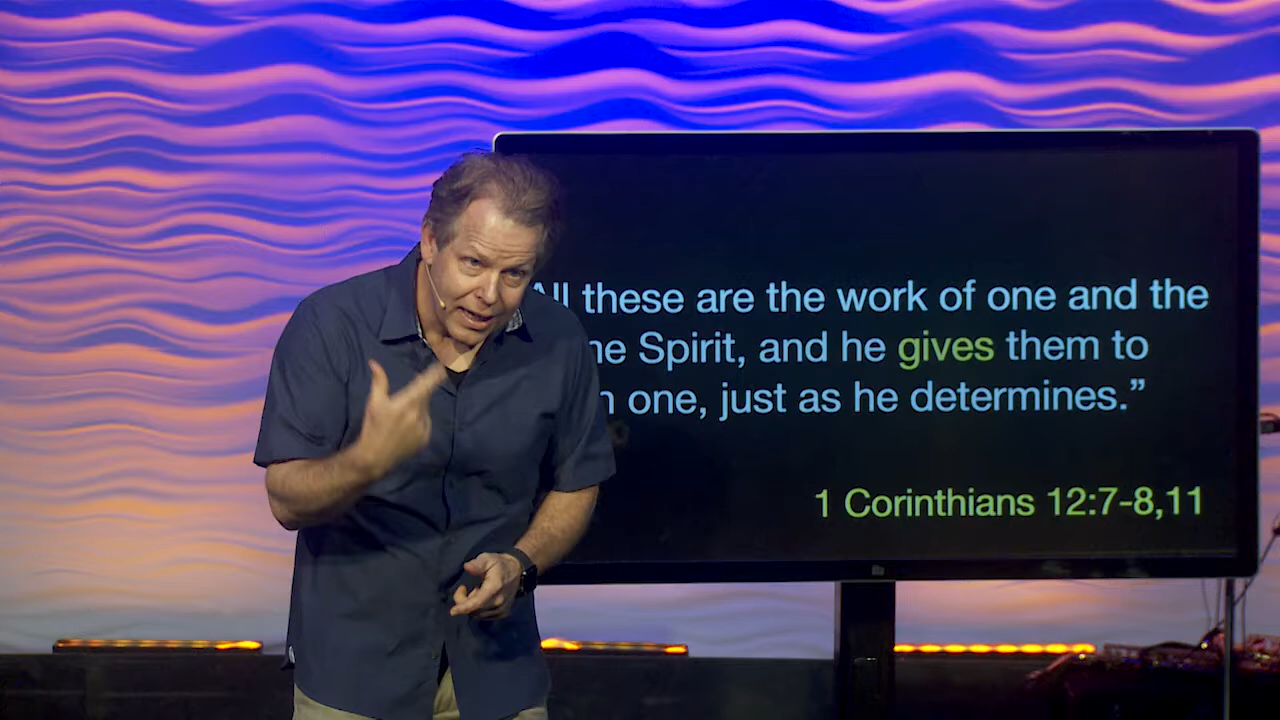 All these are the work of one and the
Spirit, and he gives them to
one, just as he determines.”
1 Corinthians 12:7-8,11